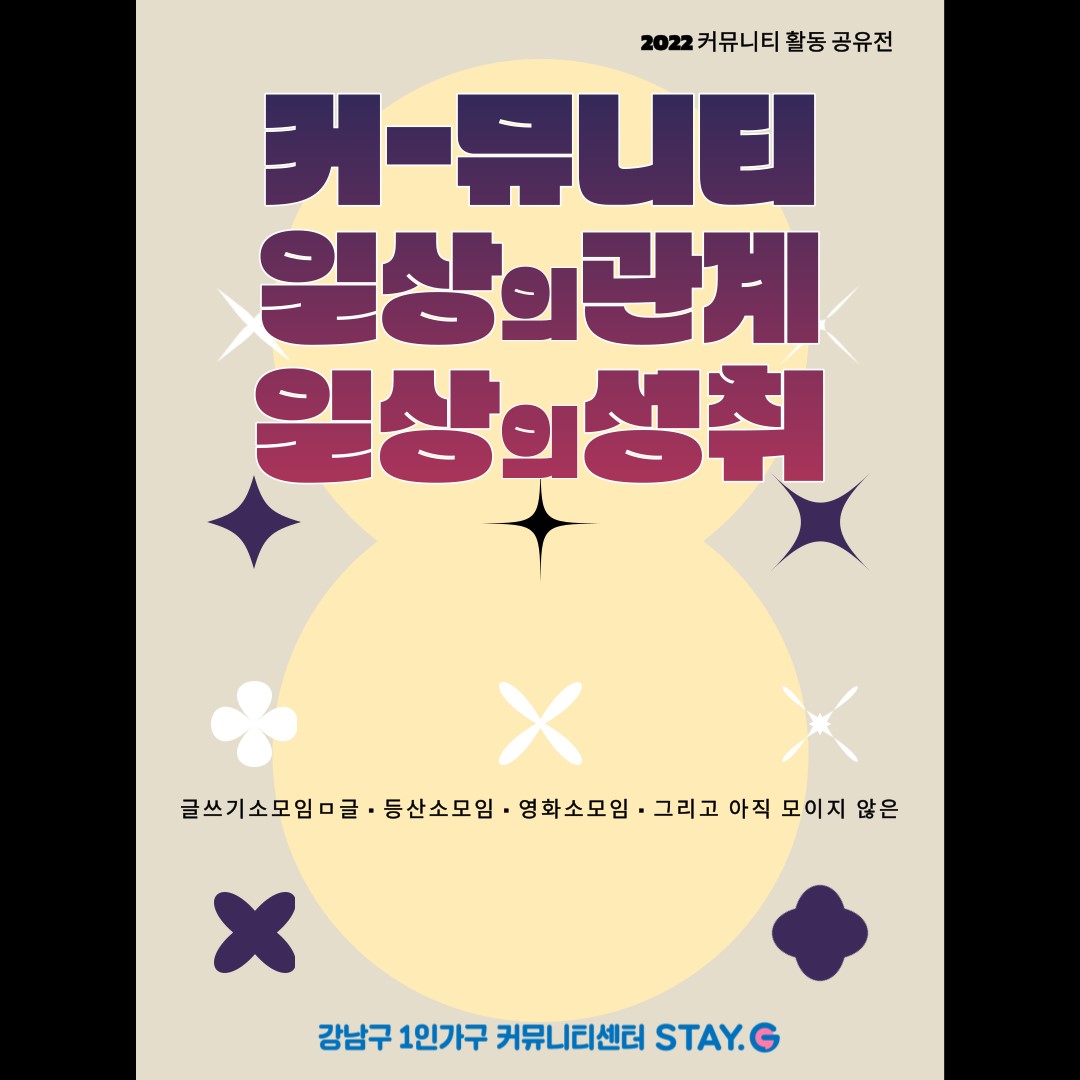 2022 커뮤니티 활동 공유전
커-뮤니티
일상의관계
일상의성취
글쓰기소모임ㅁ글 ▪ 등산소모임 ▪ 영화소모임 ▪ 그리고 아직 모이지 않은
강남구 1인가구 커뮤니티센터 STAY.G